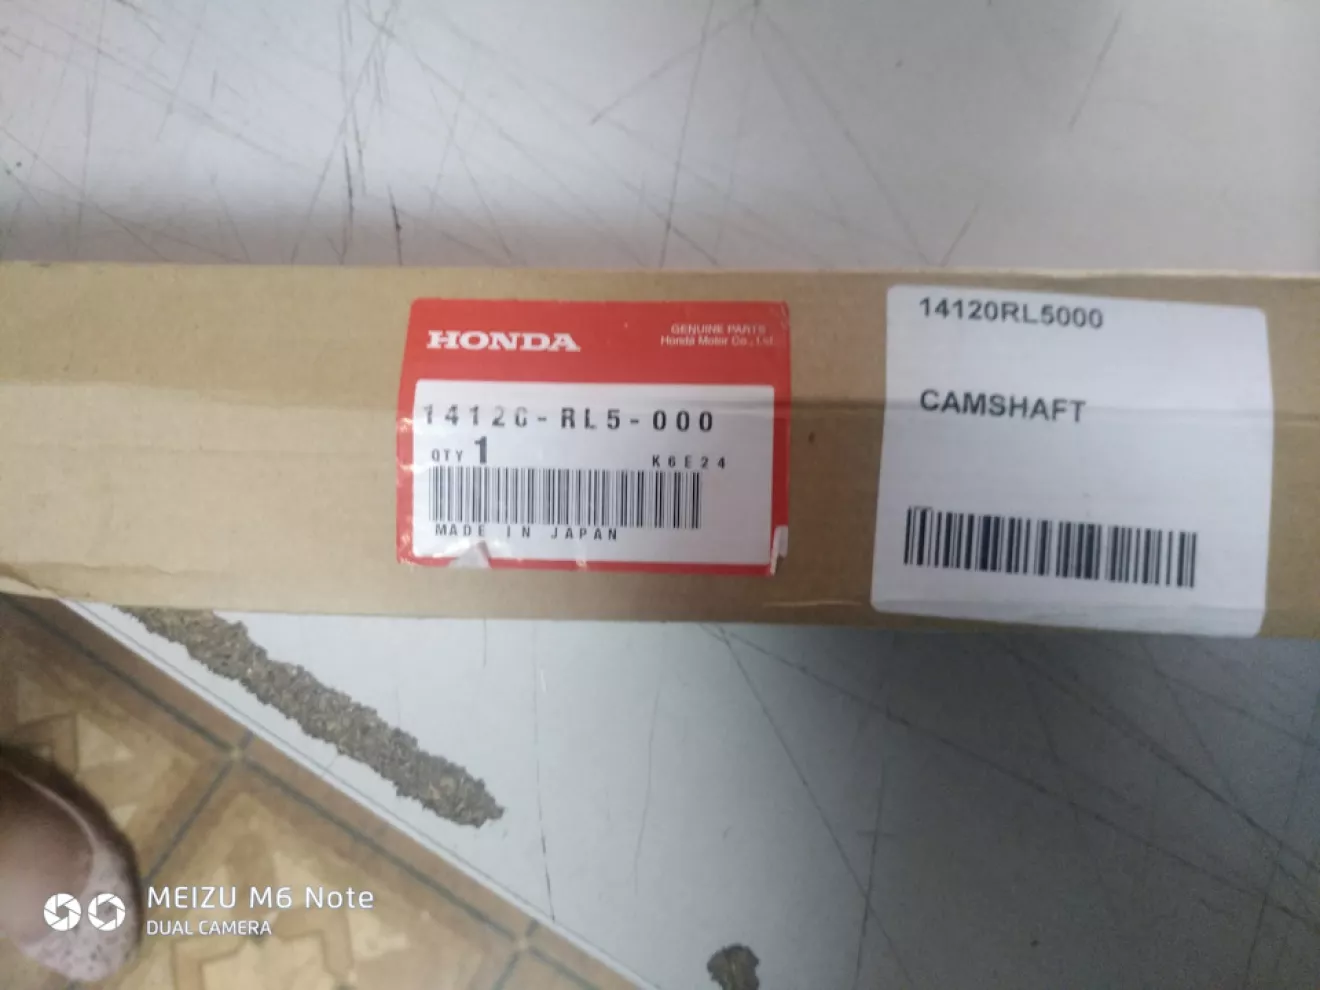 HONDA
GENUINE PARTS
Honda Motor Co., Ltd.
14120-RL5-000
QTY 1
K6E24
MADE IN JAPAN
14120RL5000
CAMSHAFT
MEIZU M6 Note
DUAL CAMERA